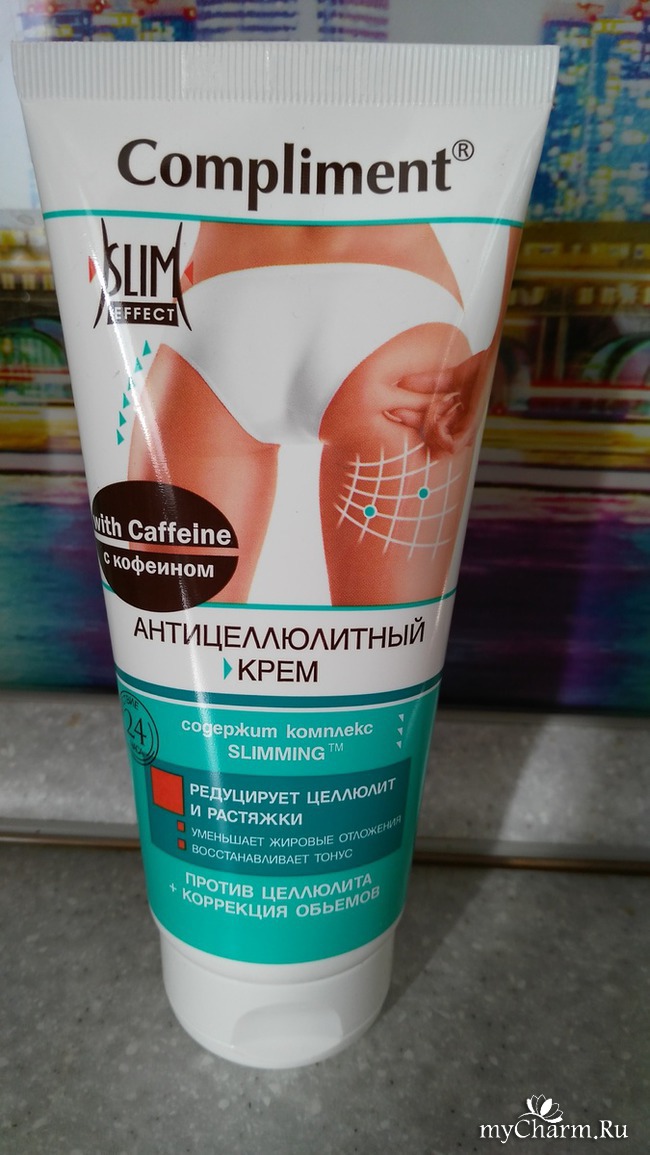 Compliment®
SLIM
EFFECT
with Caffeine
с кофеином
АНТИЦЕЛЛЮЛИТНЫЙ
КРЕМ
24
содержит комплекс
SLIMMING™
РЕДУЦИРУЕТ ЦЕЛЛЮЛИТ
И РАСТЯЖКИ
УМЕНЬШАЕТ ЖИРОВЫЕ ОТЛОЖЕНИЯ
ВОССТАНАВЛИВАЕТ ТОНУС
ПРОТИВ ЦЕЛЛЮЛИТА
+ КОРРЕКЦИЯ ОБЬЕМОВ
myCharm.Ru